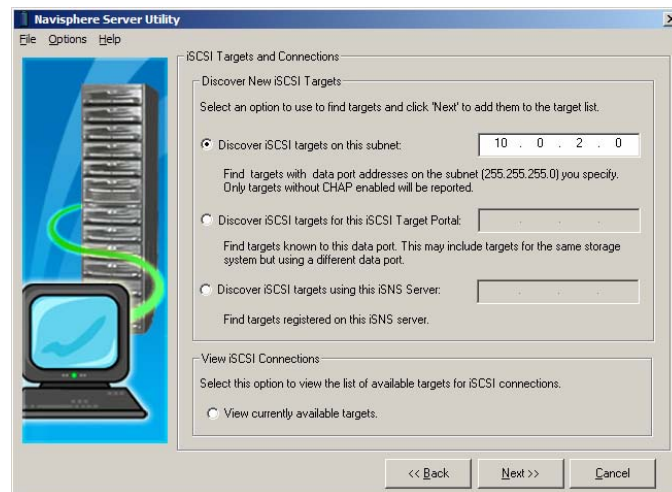 Navisphere Server Utility
File Options Help
iSCSI Targets and Connections
Discover New iSCSI Targets
Select an option to use to find targets and click 'Next' to add them to the target list.
Discover iSCSI targets on this subnet: 10 . 0 . 2 . 0
Find targets with data port addresses on the subnet (255.255.255.0) you specify.
Only targets without CHAP enabled will be reported.
Discover iSCSI targets for this iSCSI Target Portal: . . .
Find targets known to this data port. This may include targets for the same storage
system but using a different data port.
Discover iSCSI targets using this iSNS Server: . . .
Find targets registered on this iSNS server.
View iSCSI Connections
Select this option to view the list of available targets for iSCSI connections.
View currently available targets.
<< Back Next >> Cancel